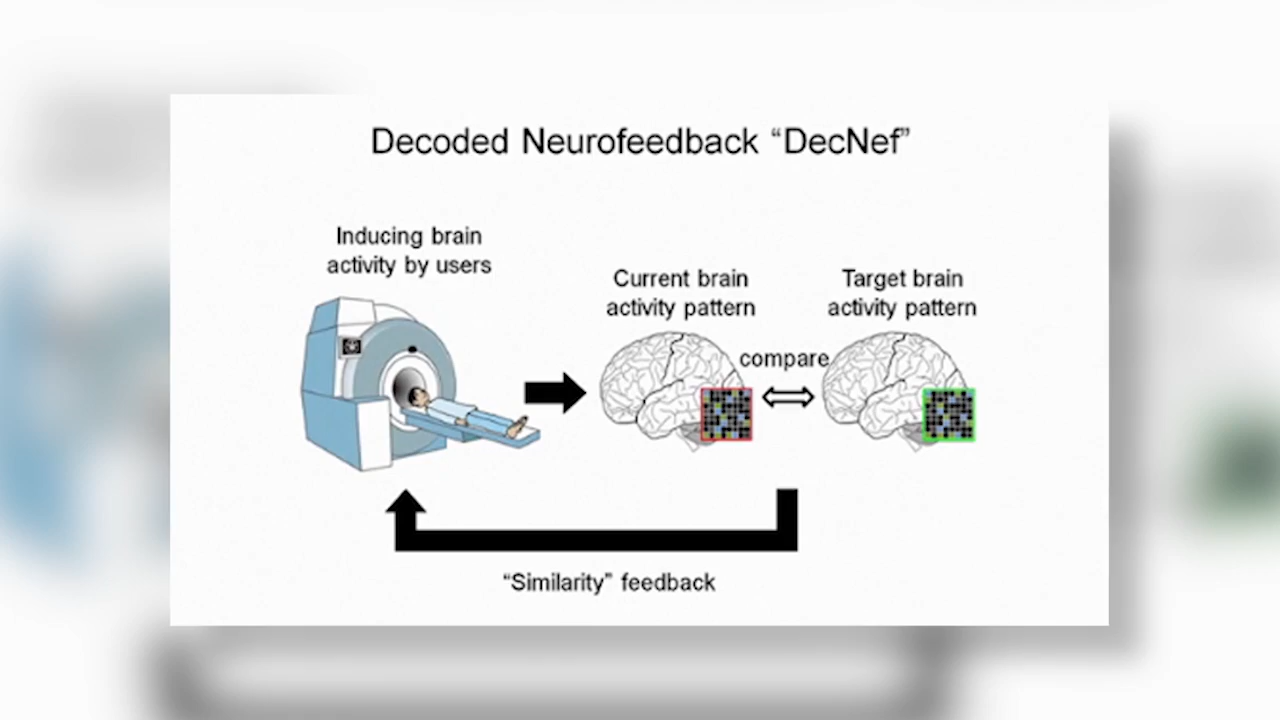 Decoded Neurofeedback “DecNef”
Inducing brain
activity by users
Current brain
activity pattern
Target brain
activity pattern
compare
“Similarity” feedback